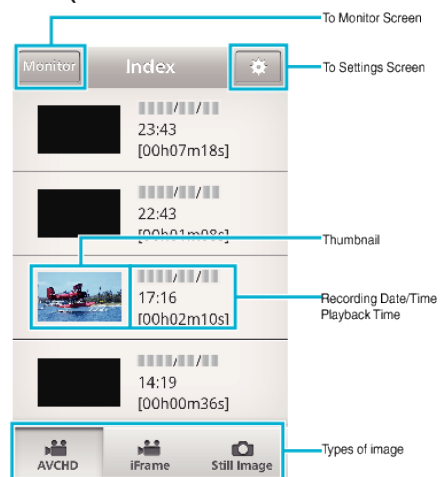 To Monitor Screen
Monitor
Index
To Settings Screen
23:43
[00h07m18s]
22:43
[00h01m08s]
Thumbnail
17:16
[00h02m10s]
Recording Date/Time
Playback Time
14:19
[00h00m36s]
AVCHD
iFrame
Still Image
Types of image